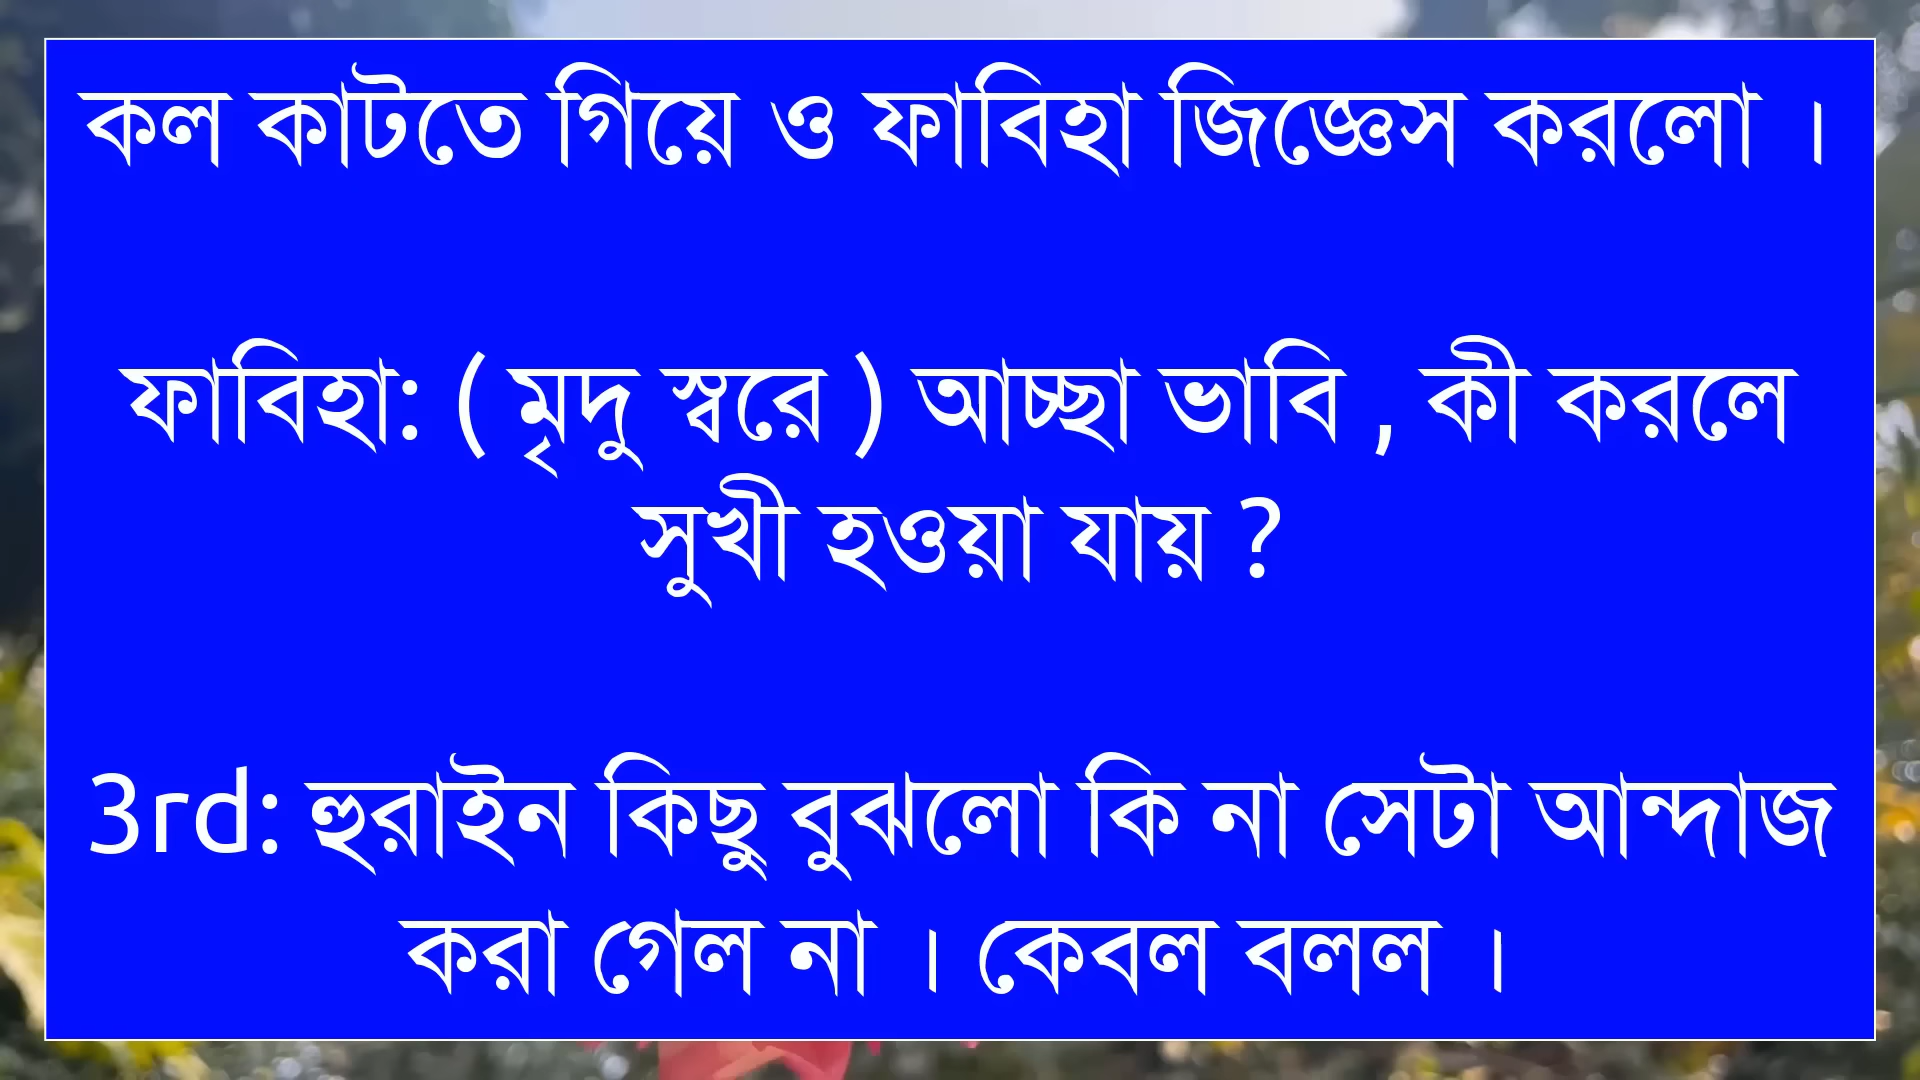 কল কাটতে গিয়ে ও ফাবিহা জিজ্ঞেস করলো ।
ফাবিহা: ( মৃদু স্বরে ) আচ্ছা ভাবি , কী করলে
সুখী হওয়া যায় ?
3rd: হুরাইন কিছু বুঝলো কি না সেটা আন্দাজ
করা গেল না । কেবল বলল ।